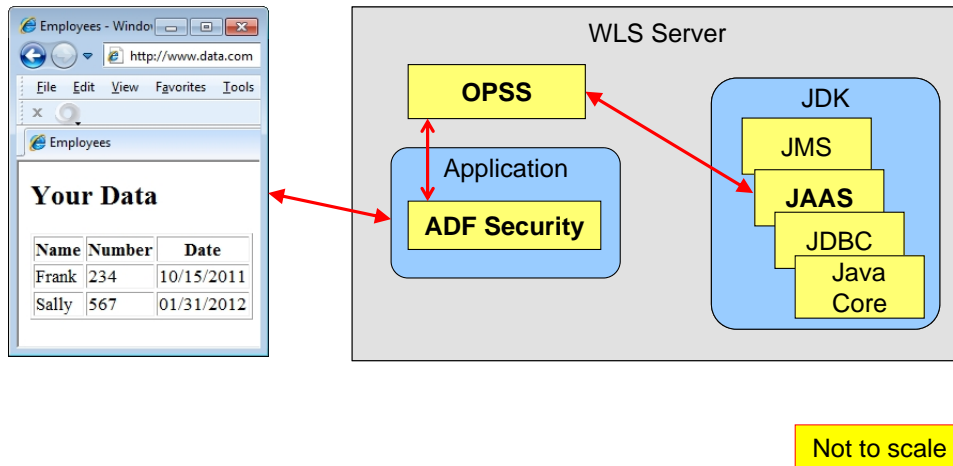 Employees - Windo
http://www.data.com
File Edit View Favorites Tools
x
Employees
Your Data
Name Number Date
Frank 234 10/15/2011
Sally 567 01/31/2012
WLS Server
OPSS
Application
ADF Security
JDK
JMS
JAAS
JDBC
Java
Core
Not to scale